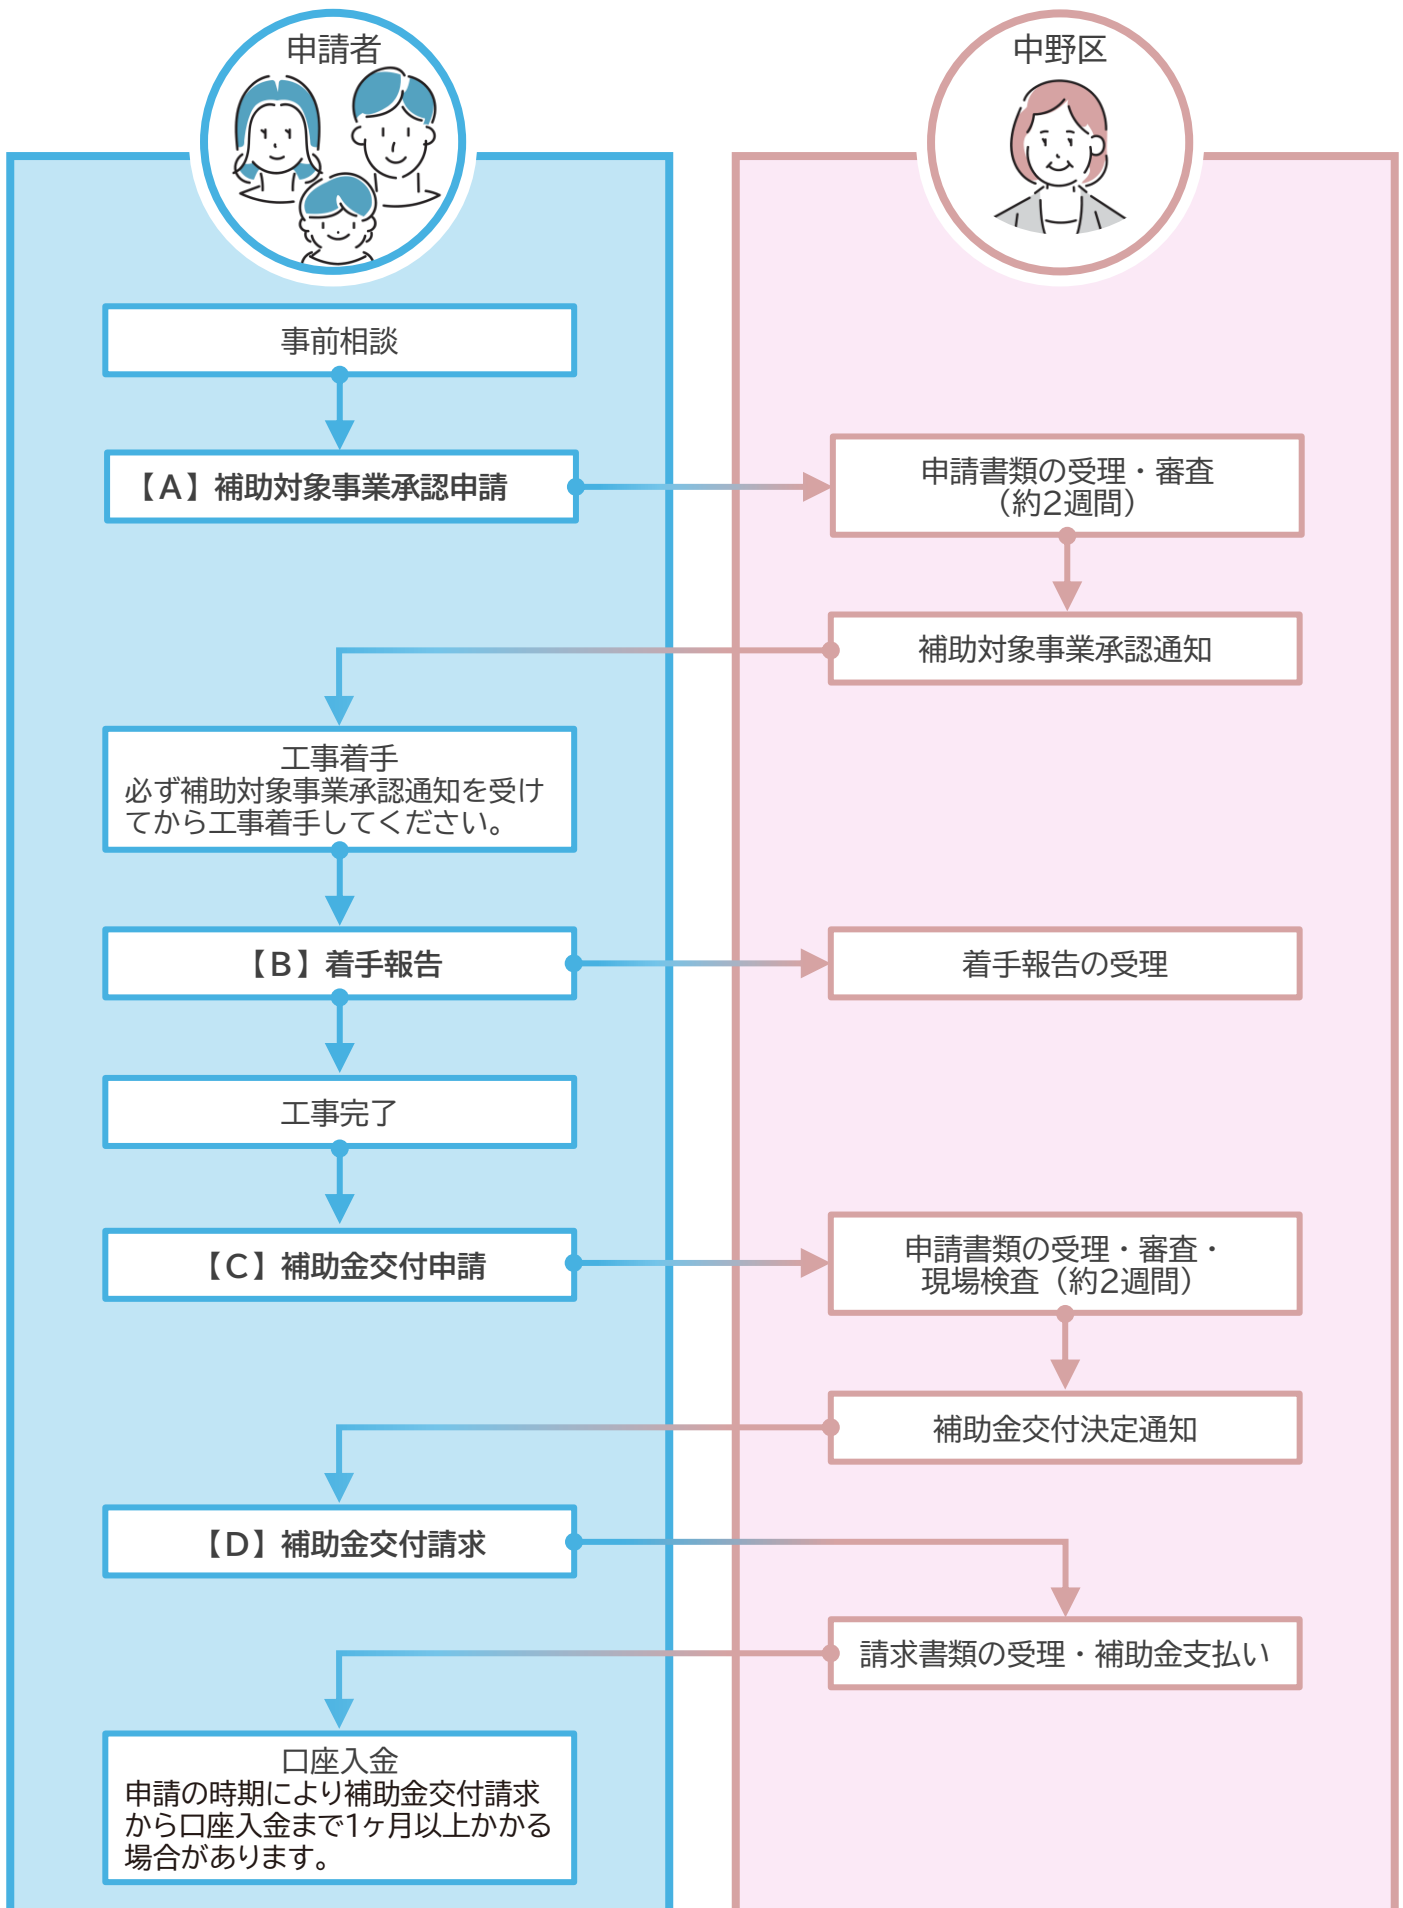 申請者
中野区
事前相談
【A】補助対象事業承認申請
申請書類の受理・審査
（約2週間）
補助対象事業承認通知
工事着手
必ず補助対象事業承認通知を受け
てから工事着手してください。
【B】着手報告
着手報告の受理
工事完了
【C】補助金交付申請
申請書類の受理・審査・
現場検査（約2週間）
補助金交付決定通知
【D】補助金交付請求
請求書類の受理・補助金支払い
口座入金
申請の時期により補助金交付請求
から口座入金まで1ヶ月以上かかる
場合があります。